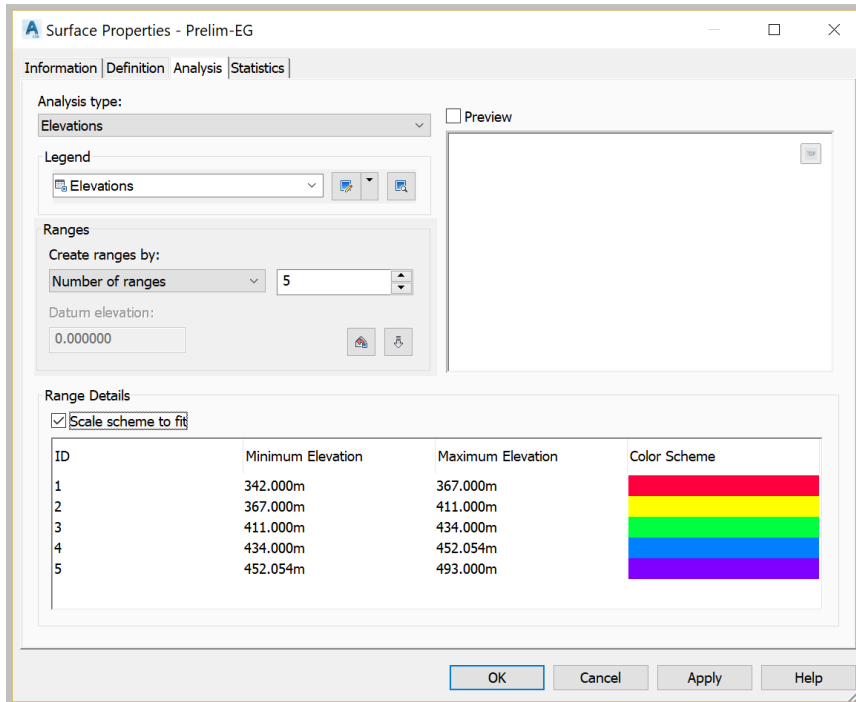 Surface Properties - Prelim-EG
Information Definition Analysis Statistics
Analysis type:
Elevations
Preview
Legend
Elevations
Ranges
Create ranges by:
Number of ranges 5
Datum elevation:
0.000000
Range Details
Scale scheme to fit
ID Minimum Elevation Maximum Elevation Color Scheme
1 342.000m 367.000m
2 367.000m 411.000m
3 411.000m 434.000m
4 434.000m 452.054m
5 452.054m 493.000m
OK Cancel Apply Help